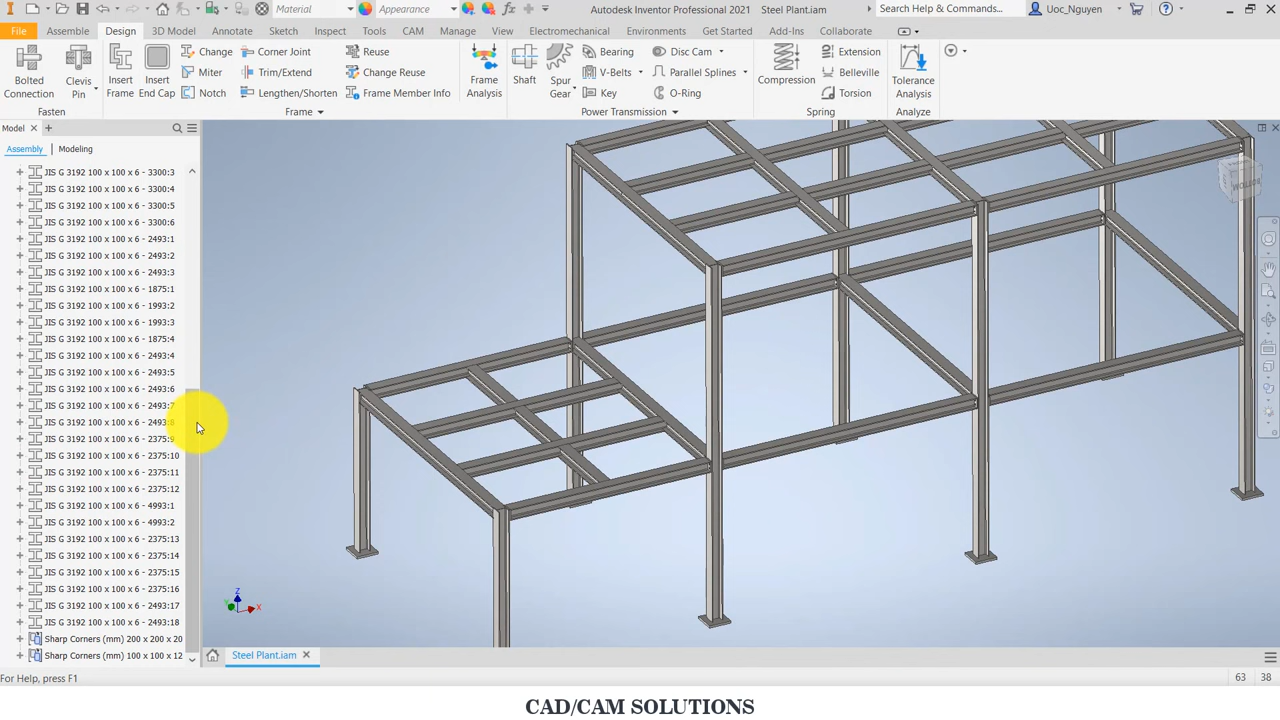 Material
Appearance
Autodesk Inventor Professional 2021 Steel Plant.iam
Search Help & Commands...
Uoc_Nguyen
File Assembly Design 3D Model Annotate Sketch Inspect Tools CAM Manage View Electromechanical Environments Get Started Add-Ins Collaborate
Bolted Connection
Clevis Pin
Fasten
Insert Frame
Insert End Cap
Change
Miter
Notch
Corner Joint
Trim/Extend
Lengthen/Shorten
Reuse
Change Reuse
Frame Member Info
Frame
Frame Analysis
Shaft
Spur Gear
Bearing
V-Belts
Key
Disc Cam
Parallel Splines
O-Ring
Power Transmission
Compression
Extension
Belleville
Torsion
Spring
Tolerance Analysis
Analyze
Model
Assembly Modeling
JIS G 3192 100 x 100 x 6 - 3300:3
JIS G 3192 100 x 100 x 6 - 3300:4
JIS G 3192 100 x 100 x 6 - 3300:5
JIS G 3192 100 x 100 x 6 - 3300:6
JIS G 3192 100 x 100 x 6 - 2493:1
JIS G 3192 100 x 100 x 6 - 2493:2
JIS G 3192 100 x 100 x 6 - 2493:3
JIS G 3192 100 x 100 x 6 - 2493:4
JIS G 3192 100 x 100 x 6 - 1875:1
JIS G 3192 100 x 100 x 6 - 1993:2
JIS G 3192 100 x 100 x 6 - 1993:3
JIS G 3192 100 x 100 x 6 - 1875:4
JIS G 3192 100 x 100 x 6 - 2493:4
JIS G 3192 100 x 100 x 6 - 2493:5
JIS G 3192 100 x 100 x 6 - 2493:6
JIS G 3192 100 x 100 x 6 - 2493:7
JIS G 3192 100 x 100 x 6 - 2493:8
JIS G 3192 100 x 100 x 6 - 2375:9
JIS G 3192 100 x 100 x 6 - 2375:10
JIS G 3192 100 x 100 x 6 - 2375:11
JIS G 3192 100 x 100 x 6 - 2375:12
JIS G 3192 100 x 100 x 6 - 4993:1
JIS G 3192 100 x 100 x 6 - 4993:2
JIS G 3192 100 x 100 x 6 - 2375:13
JIS G 3192 100 x 100 x 6 - 2375:14
JIS G 3192 100 x 100 x 6 - 2375:15
JIS G 3192 100 x 100 x 6 - 2375:16
JIS G 3192 100 x 100 x 6 - 2493:17
JIS G 3192 100 x 100 x 6 - 2493:18
Sharp Corners (mm) 200 x 200 x 20
Sharp Corners (mm) 100 x 100 x 12
Z
Y
X
Steel Plant.iam
For Help, press F1
63 38
CAD/CAM SOLUTIONS